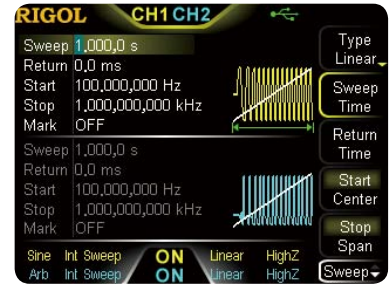 RIGOL CH1 CH2
Sweep 1.000,0 s
Return 0.0 ms
Start 100.000,000 Hz
Stop 1.000,000,000 kHz
Mark OFF
Sweep 1.000,0 s
Return 0.0 ms
Start 100.000,000 Hz
Stop 1.000,000,000 kHz
Mark OFF
Sine Int Sweep ON Linear HighZ
Arb Int Sweep ON Linear HighZ
Type
Linear
Sweep
Time
Return
Time
Start
Center
Stop
Span
Sweep